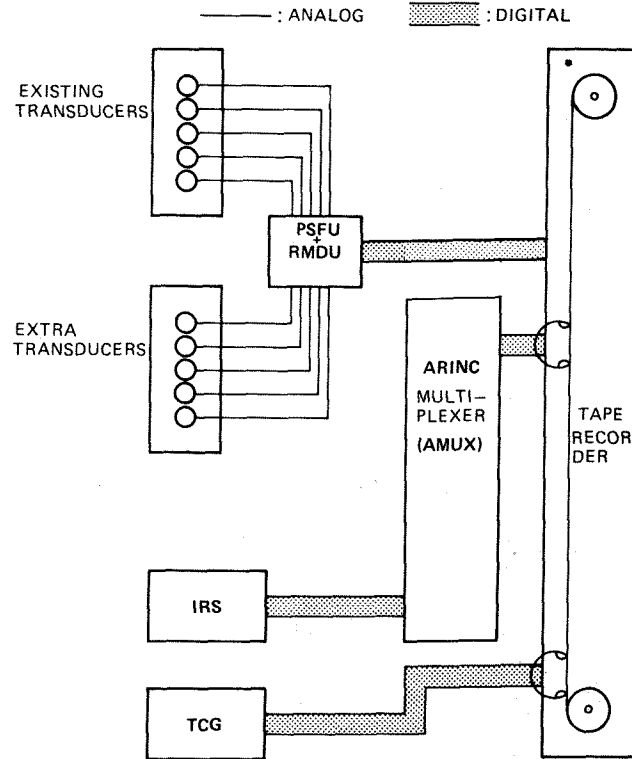 : ANALOG
: DIGITAL
EXISTING
TRANSDUCERS
PSFU
+
RMDU
EXTRA
TRANSDUCERS
ARINC
MULTI-
PLEXER
(AMUX)
TAPE
RECOR
DER
IRS
TCG